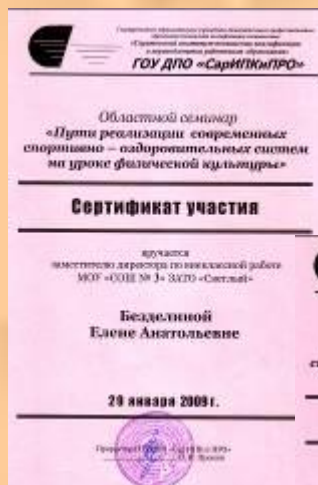 ГОУ ДПО «СарИПКиПРО»
Областной семинар
«Пути реализации современных
спортивно – оздоровительных систем
на уроке физической культуры»
Сертификат участия
вручается
заместителю директора по внеклассной работе
МОУ «СОШ № 3» ЗАТО «Светлый»
Безделиной
Елене Анатольевне
29 января 2009 г.